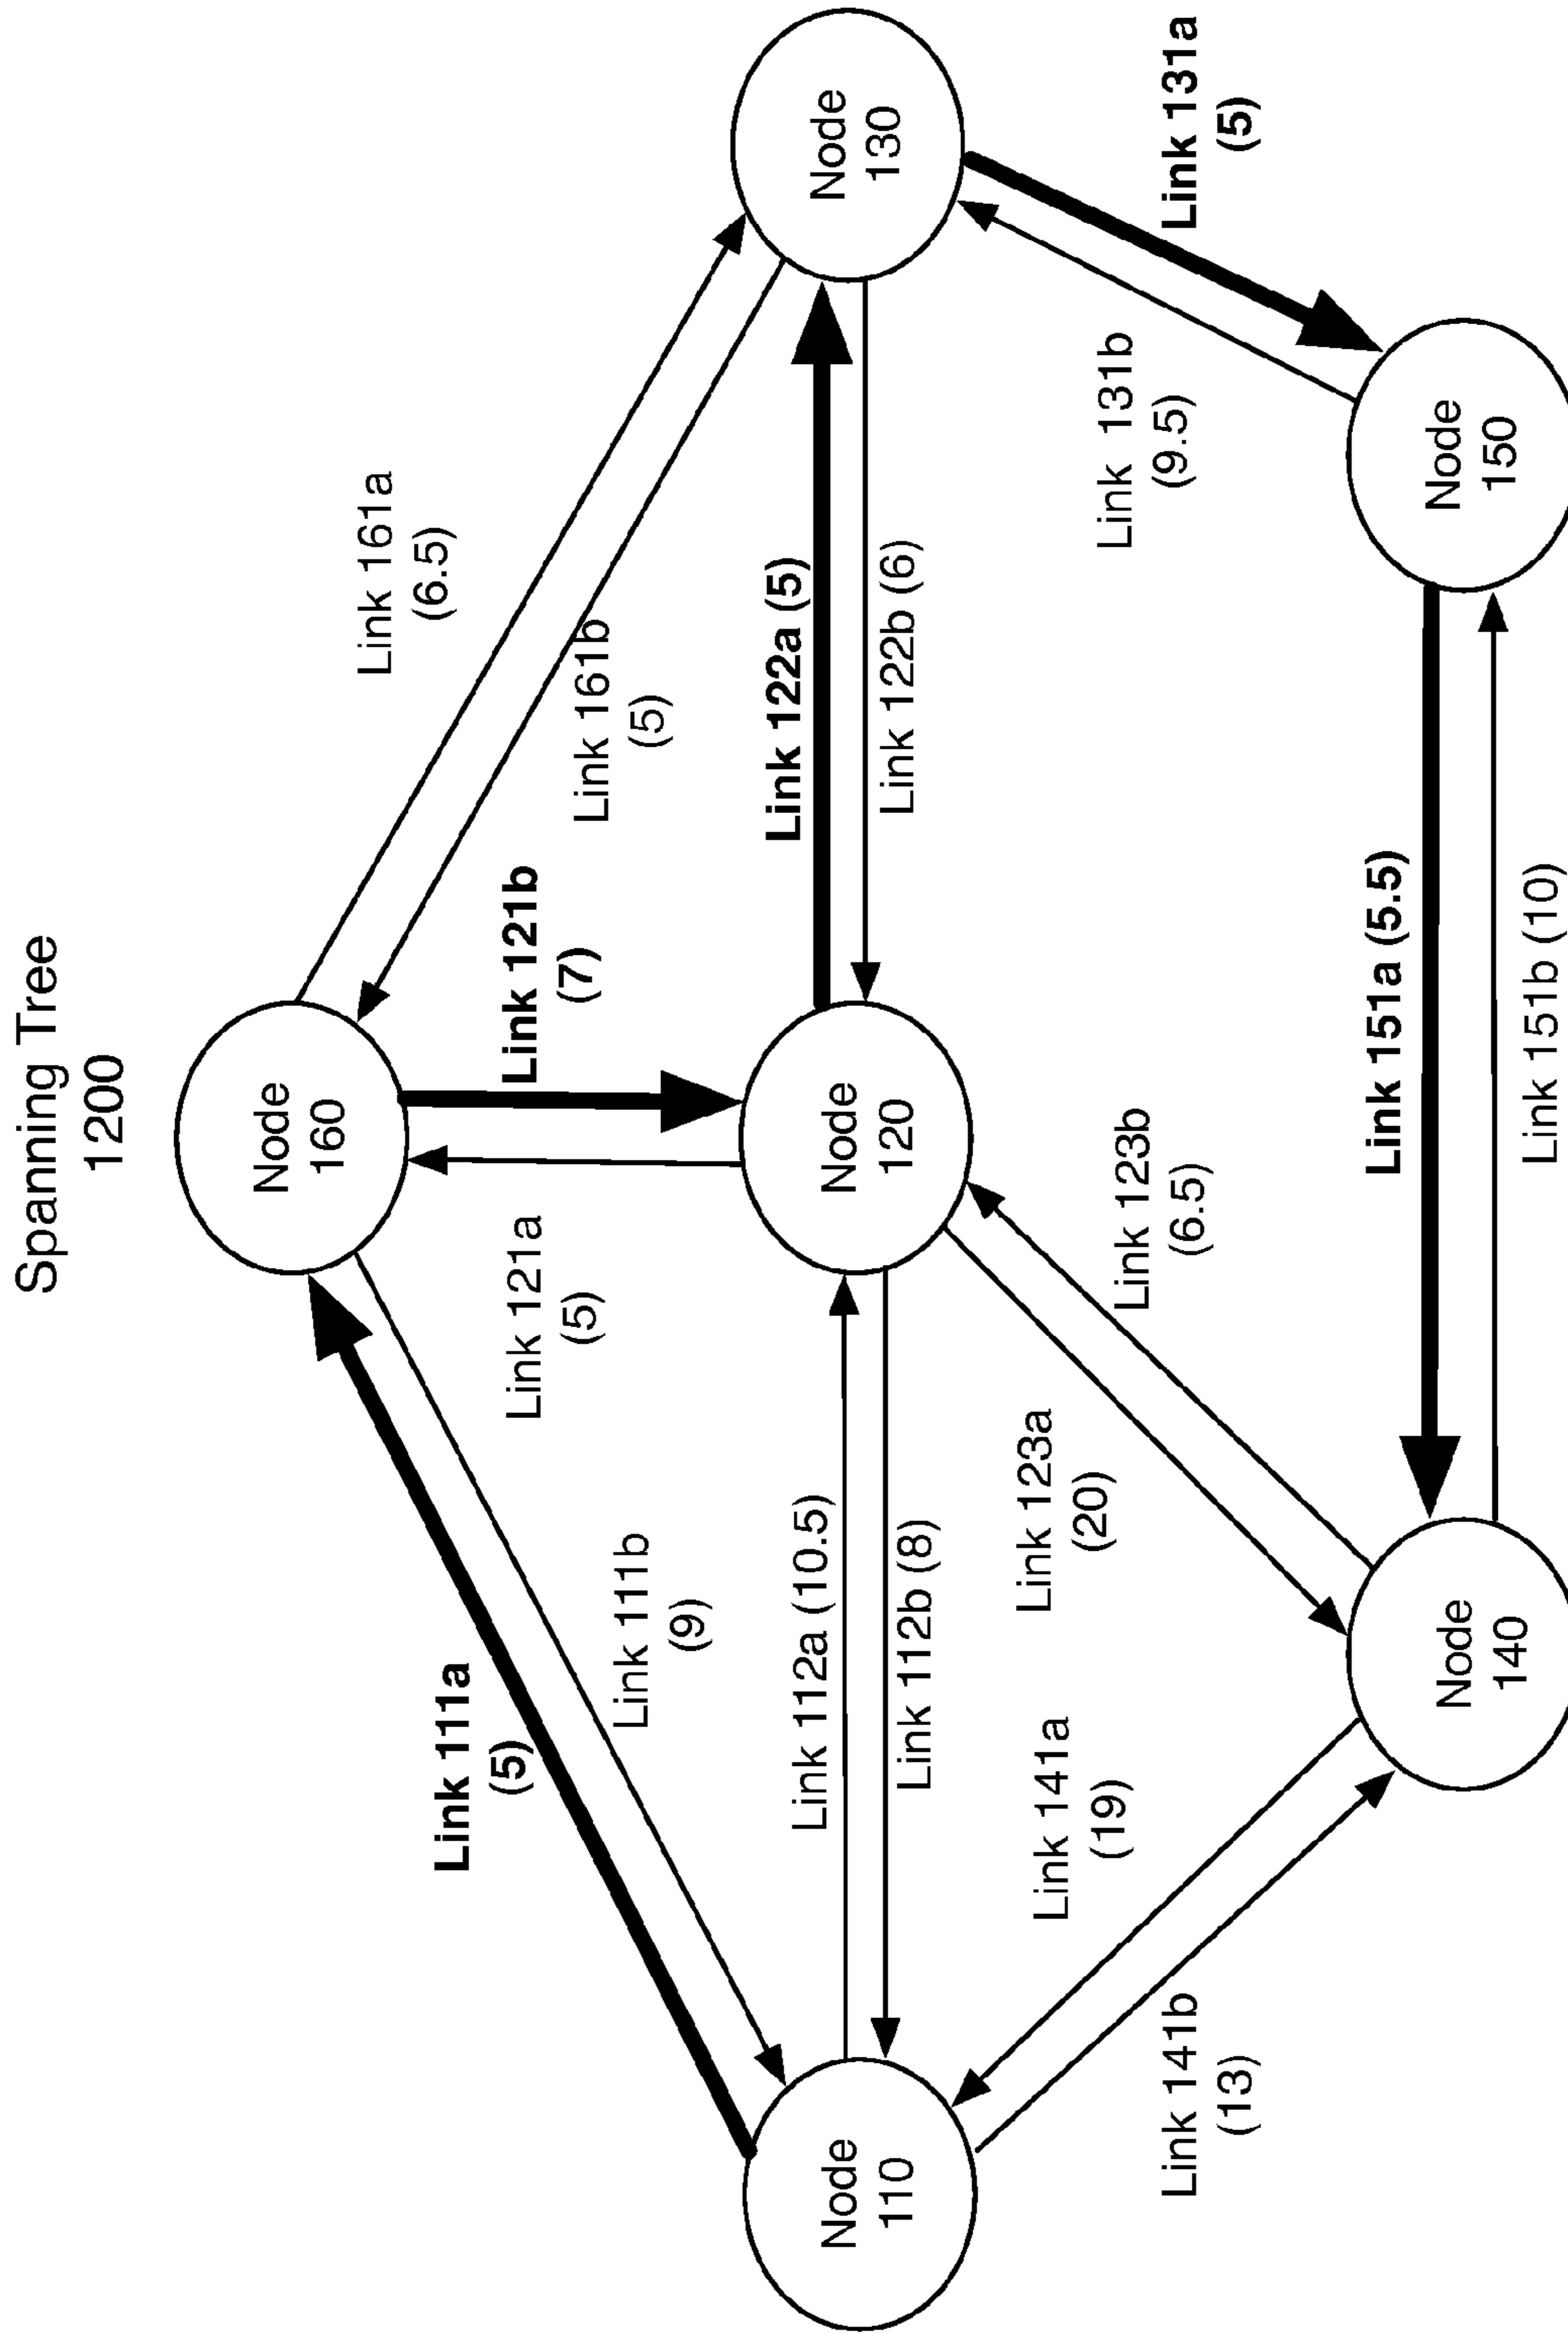 Spanning Tree
1200
Node
160
Link 161a
(6.5)
Link 161b
(5)
Link 111a
(5)
Link 111b
(9)
Link 121a
(5)
Link 121b
(7)
Node
110
Link 112a (10.5)
Link 112b (8)
Node
120
Link 122a (5)
Link 122b (6)
Node
130
Link 141b
(13)
Link 141a
(19)
Link 123a
(20)
Link 123b
(6.5)
Link 131b
(9.5)
Link 131a
(5)
Node
140
Link 151a (5.5)
Link 151b (10)
Node
150